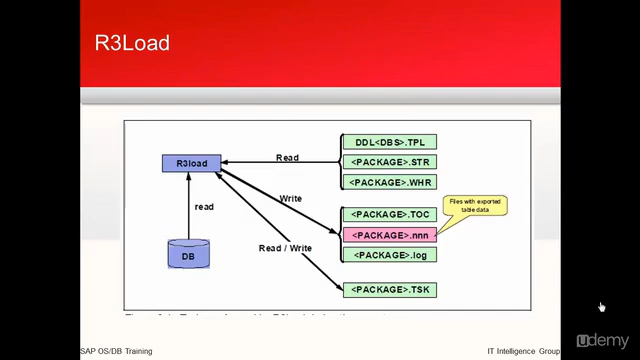 R3Load
DDL<DBS>.TPL
R3load
Read
<PACKAGE>.STR
<PACKAGE>.WHR
Write
Files with exported
table data
read
<PACKAGE>.TOC
<PACKAGE>.nnn
Read / Write
DB
<PACKAGE>.log
<PACKAGE>.TSK
SAP OS/DB Training
IT Intelligence Group
udemy